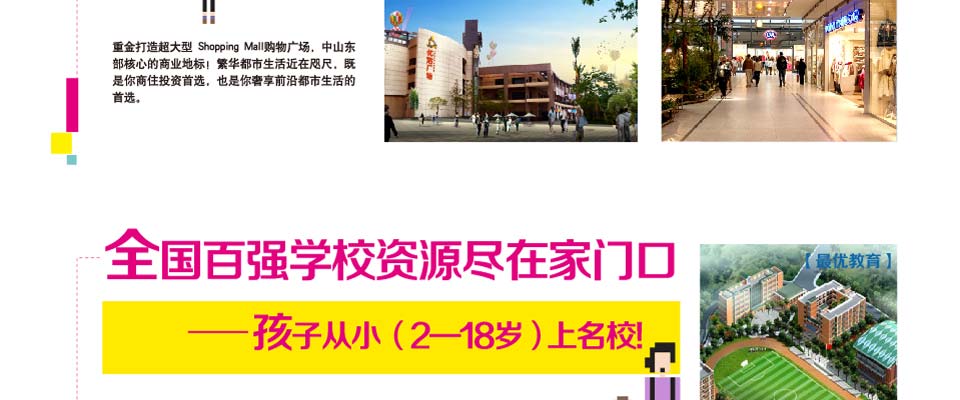 重金打造超大型 Shopping Mall购物广场，中山东
部核心的商业地标！繁华都市生活近在咫尺，既
是你商住投资首选，也是你奢享前沿都市生活的
首选。
全国百强学校资源尽在家门口
【最优教育】
——孩子从小（2—18岁）上名校!